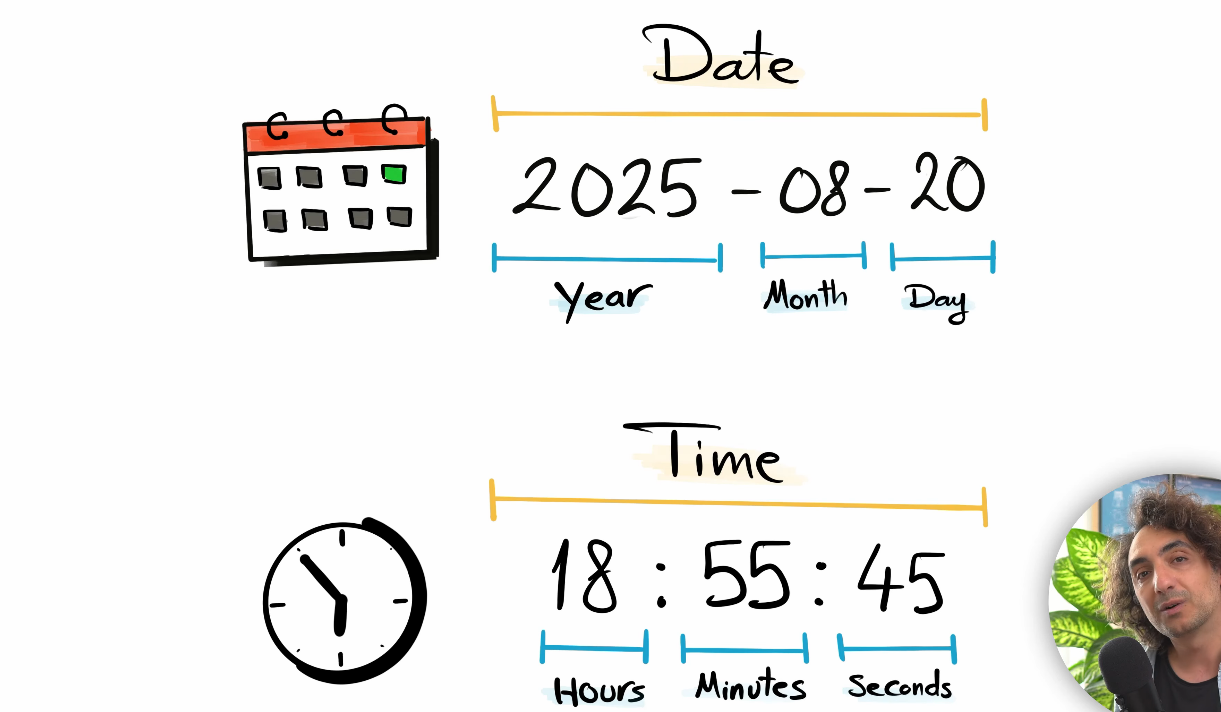 Date
2025 - 08 - 20
Year Month Day
Time
18 : 55 : 45
Hours Minutes Seconds